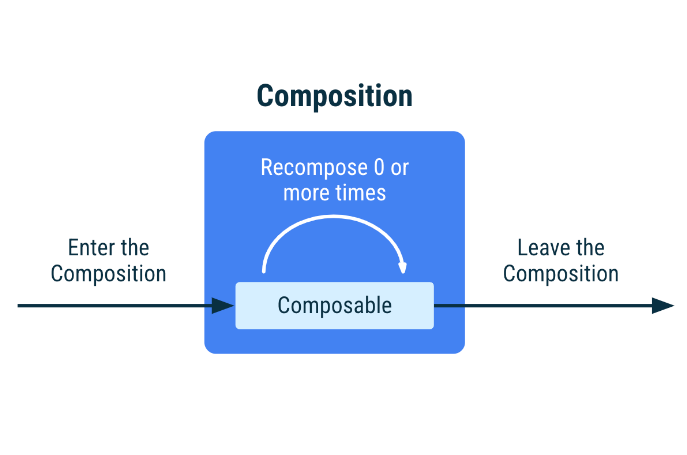 Composition
Recompose 0 or
more times
Enter the
Composition
Composable
Leave the
Composition